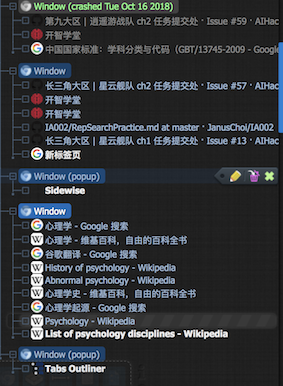 Window (crashed Tue Oct 16 2018)
第九大区 | 逍遥游战队 ch2 任务提交处 · Issue #59 · AIHac
开智学堂
中国国家标准：学科分类与代码（GBT/13745-2009 - Google
Window
长三角大区 | 星云舰队 ch2 任务提交处 · Issue #57 · AIHac
开智学堂
开智学堂
IA002/RepSearchPractice.md at master · JanusChoi/IA002
长三角大区 | 星云舰队 ch1 任务提交处 · Issue #13 · AIHac
新标签页
Window (popup)
Sidewise
Window
心理学 - Google 搜索
心理学 - 维基百科，自由的百科全书
谷歌翻译 - Google 搜索
History of psychology - Wikipedia
Abnormal psychology - Wikipedia
心理学史 - 维基百科，自由的百科全书
心理学起源 - Google 搜索
Psychology - Wikipedia
List of psychology disciplines - Wikipedia
Window (popup)
Tabs Outliner